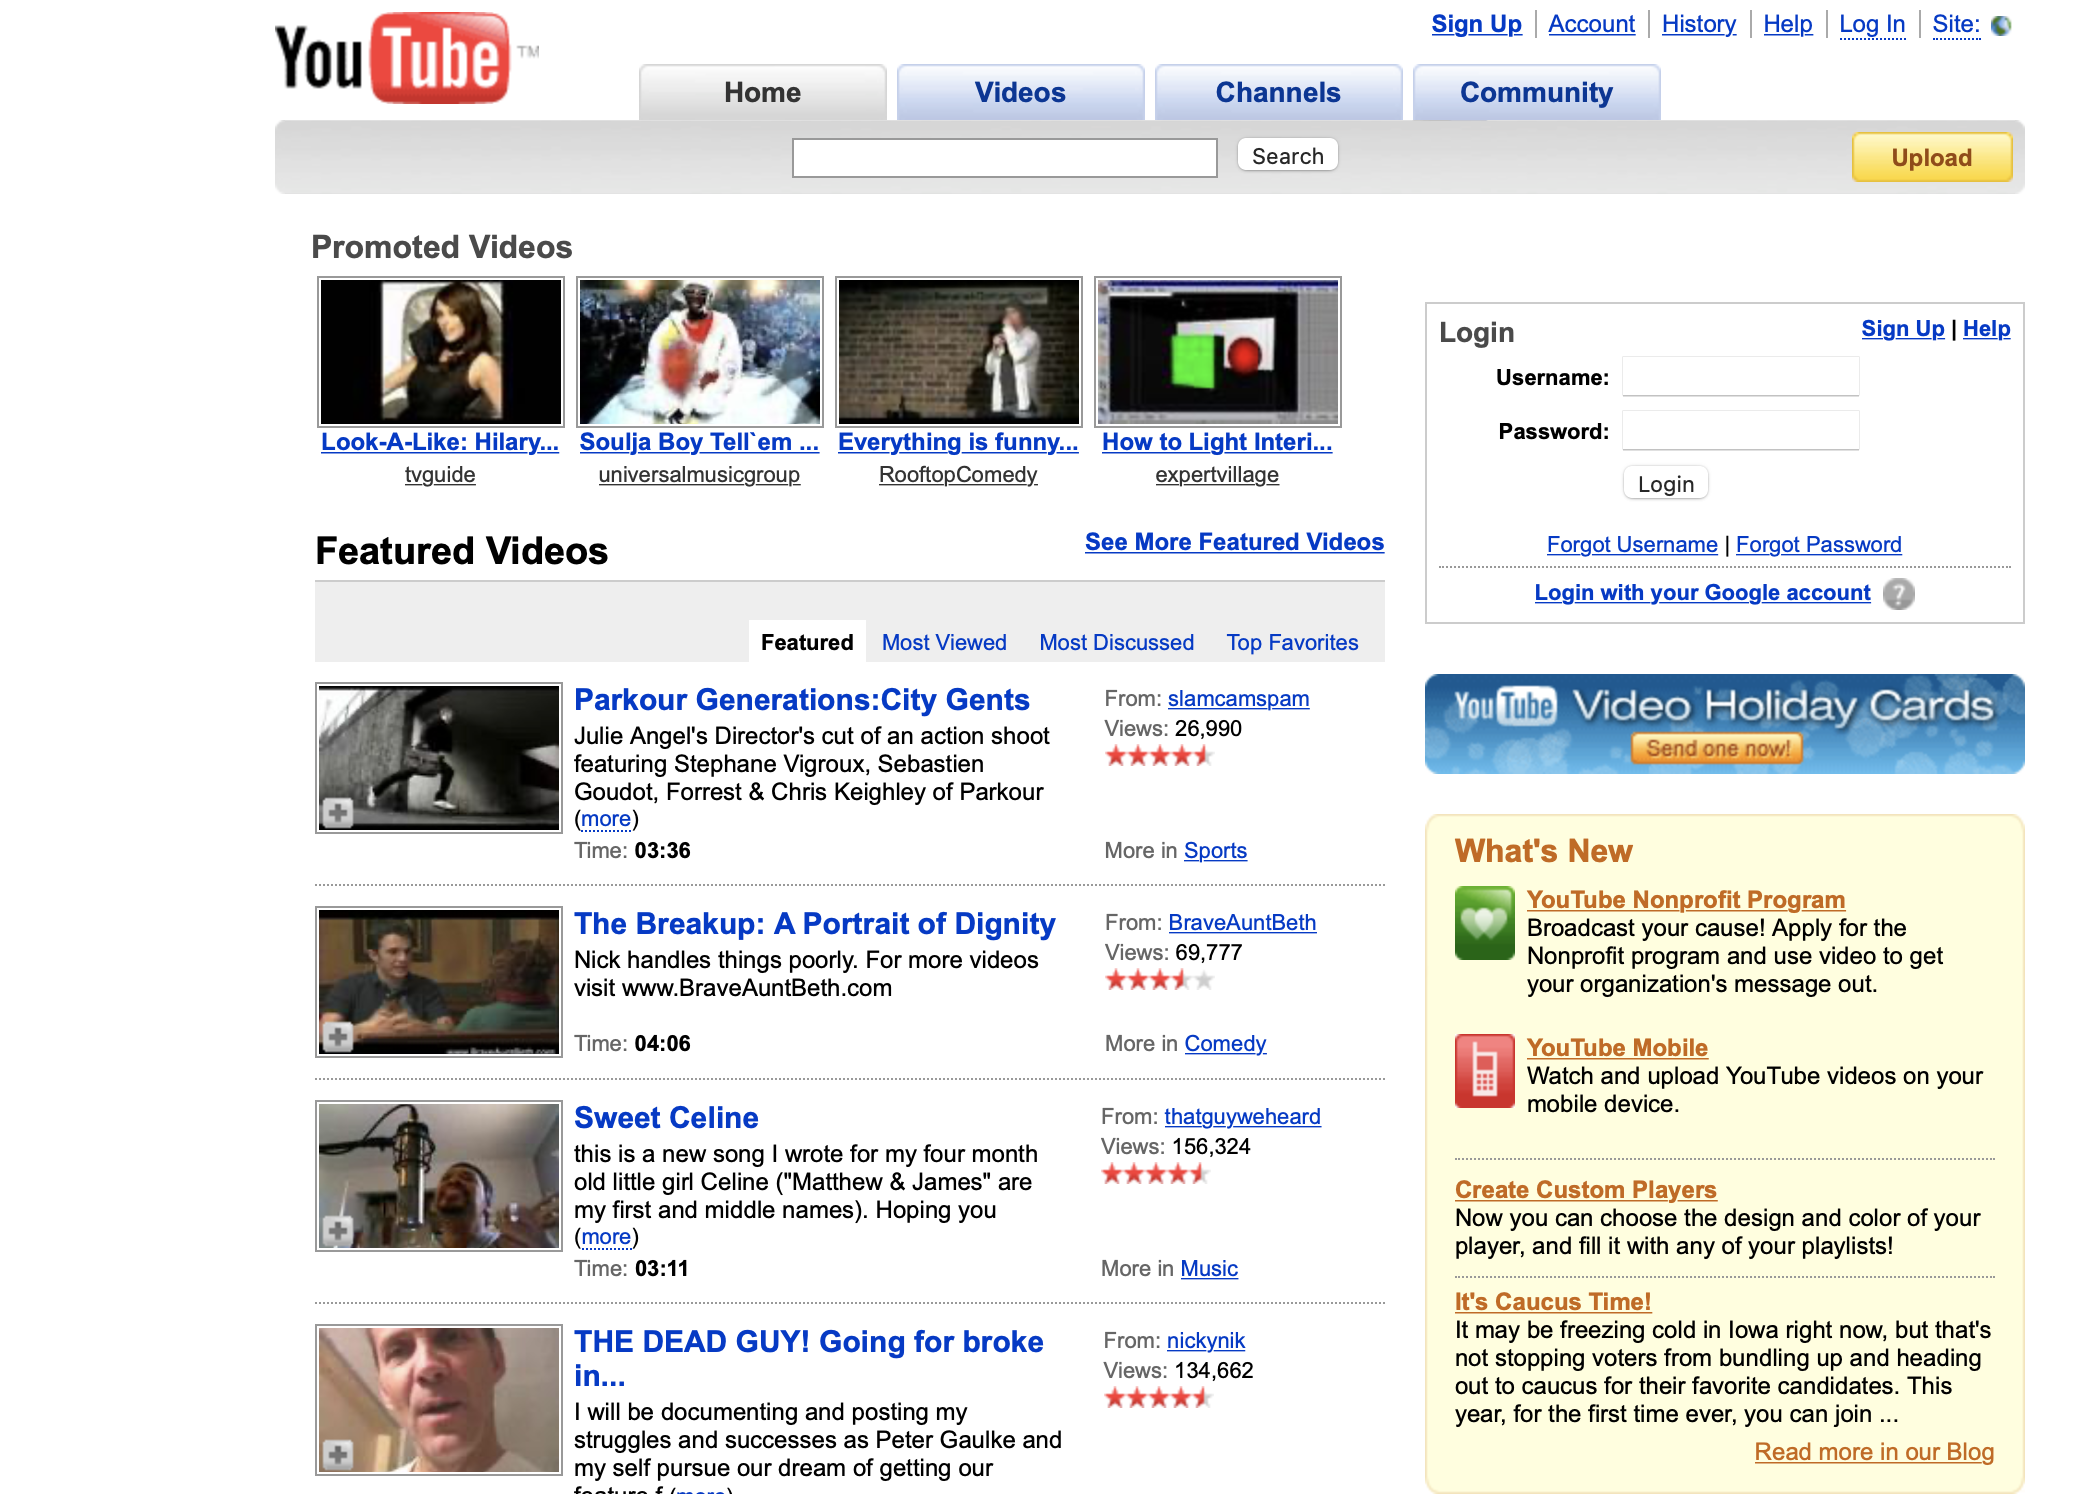 YouTube™
Sign Up | Account | History | Help | Log In | Site:
Home
Videos
Channels
Community
Search
Upload
Promoted Videos
Look-A-Like: Hilary...
tvguide
Soulja Boy Tell`em ...
universalmusicgroup
Everything is funny...
RooftopComedy
How to Light Interi...
expertvillage
Featured Videos
See More Featured Videos
Featured
Most Viewed
Most Discussed
Top Favorites
Parkour Generations:City Gents
Julie Angel's Director's cut of an action shoot
featuring Stephane Vigroux, Sebastien
Goudot, Forrest & Chris Keighley of Parkour
(more)
Time: 03:36
From: slamcamspam
Views: 26,990
More in Sports
The Breakup: A Portrait of Dignity
Nick handles things poorly. For more videos
visit www.BraveAuntBeth.com
Time: 04:06
From: BraveAuntBeth
Views: 69,777
More in Comedy
Sweet Celine
this is a new song I wrote for my four month
old little girl Celine ("Matthew & James" are
my first and middle names). Hoping you
(more)
Time: 03:11
From: thatguyweheard
Views: 156,324
More in Music
THE DEAD GUY! Going for broke
in...
I will be documenting and posting my
struggles and successes as Peter Gaulke and
my self pursue our dream of getting our
feature f (more)
From: nickynik
Views: 134,662
Login
Sign Up | Help
Username:
Password:
Login
Forgot Username | Forgot Password
Login with your Google account ?
YouTube Video Holiday Cards
Send one now!
What's New
YouTube Nonprofit Program
Broadcast your cause! Apply for the
Nonprofit program and use video to get
your organization's message out.
YouTube Mobile
Watch and upload YouTube videos on your
mobile device.
Create Custom Players
Now you can choose the design and color of your
player, and fill it with any of your playlists!
It's Caucus Time!
It may be freezing cold in Iowa right now, but that's
not stopping voters from bundling up and heading
out to caucus for their favorite candidates. This
year, for the first time ever, you can join ...
Read more in our Blog